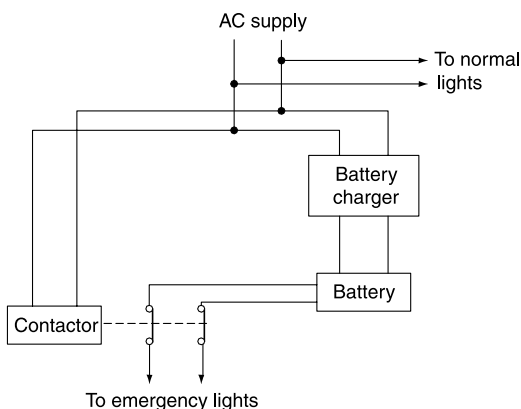 AC supply
To normal
lights
Battery
charger
Battery
Contactor
To emergency lights